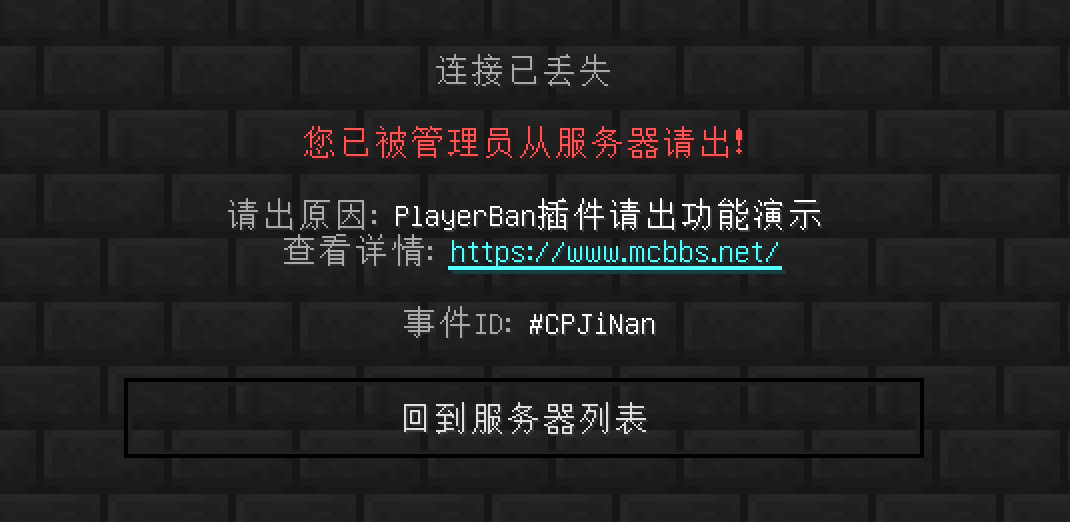 连接已丢失
您已被管理员从服务器请出!
请出原因: PlayerBan插件请出功能演示
查看详情: https://www.mcbbs.net/
事件ID: #CPJiNan
回到服务器列表